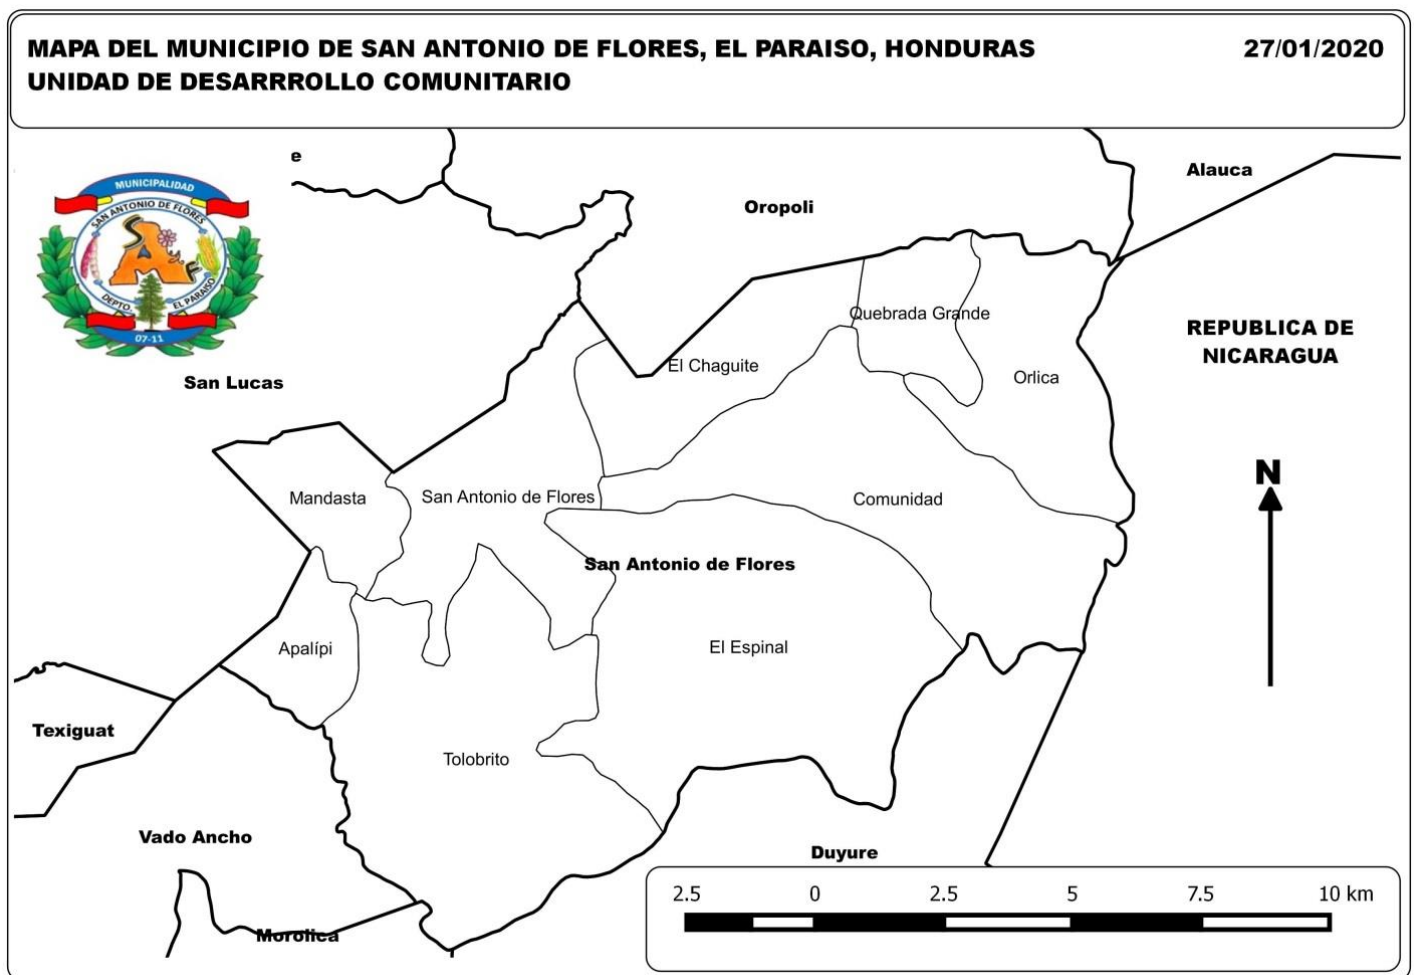 MAPA DEL MUNICIPIO DE SAN ANTONIO DE FLORES, EL PARAISO, HONDURAS
27/01/2020
UNIDAD DE DESARRROLLO COMUNITARIO
e
Alauca
MUNICIPALIDAD
SAN ANTONIO DE FLORES
S A y F
DEPTO. EL PARAISO
07-11
Oropoli
Quebrada Grande
REPUBLICA DE
NICARAGUA
El Chaguite
Orlica
San Lucas
N
Mandasta
San Antonio de Flores
Comunidad
San Antonio de Flores
Apalípi
El Espinal
Texiguat
Tolobrito
Vado Ancho
Duyure
Morolica
2.5 0 2.5 5 7.5 10 km